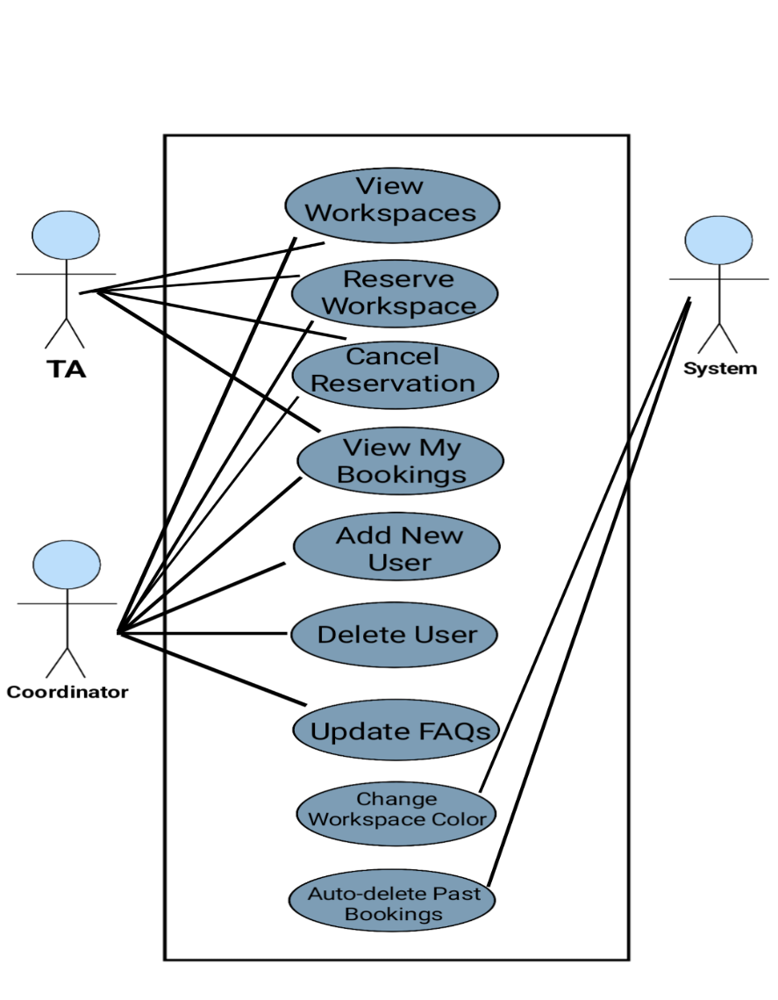 View
Workspaces
Reserve
Workspace
Cancel
Reservation
TA
System
View My
Bookings
Add New
User
Delete User
Coordinator
Update FAQs
Change
Workspace Color
Auto-delete Past
Bookings